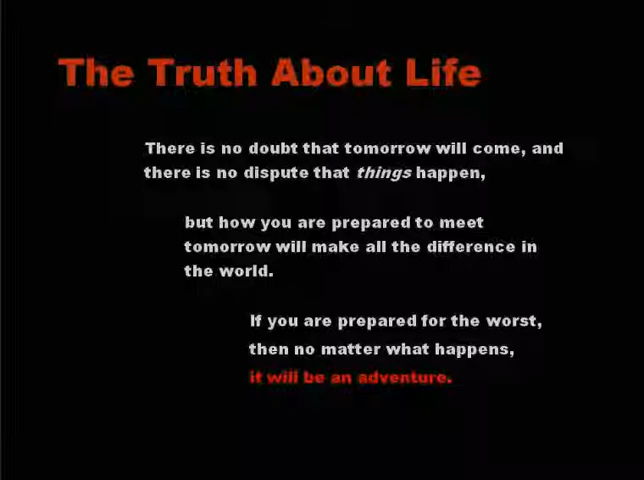 The Truth About Life
There is no doubt that tomorrow will come, and
there is no dispute that things happen,
but how you are prepared to meet
tomorrow will make all the difference in
the world.
If you are prepared for the worst,
then no matter what happens,
it will be an adventure.